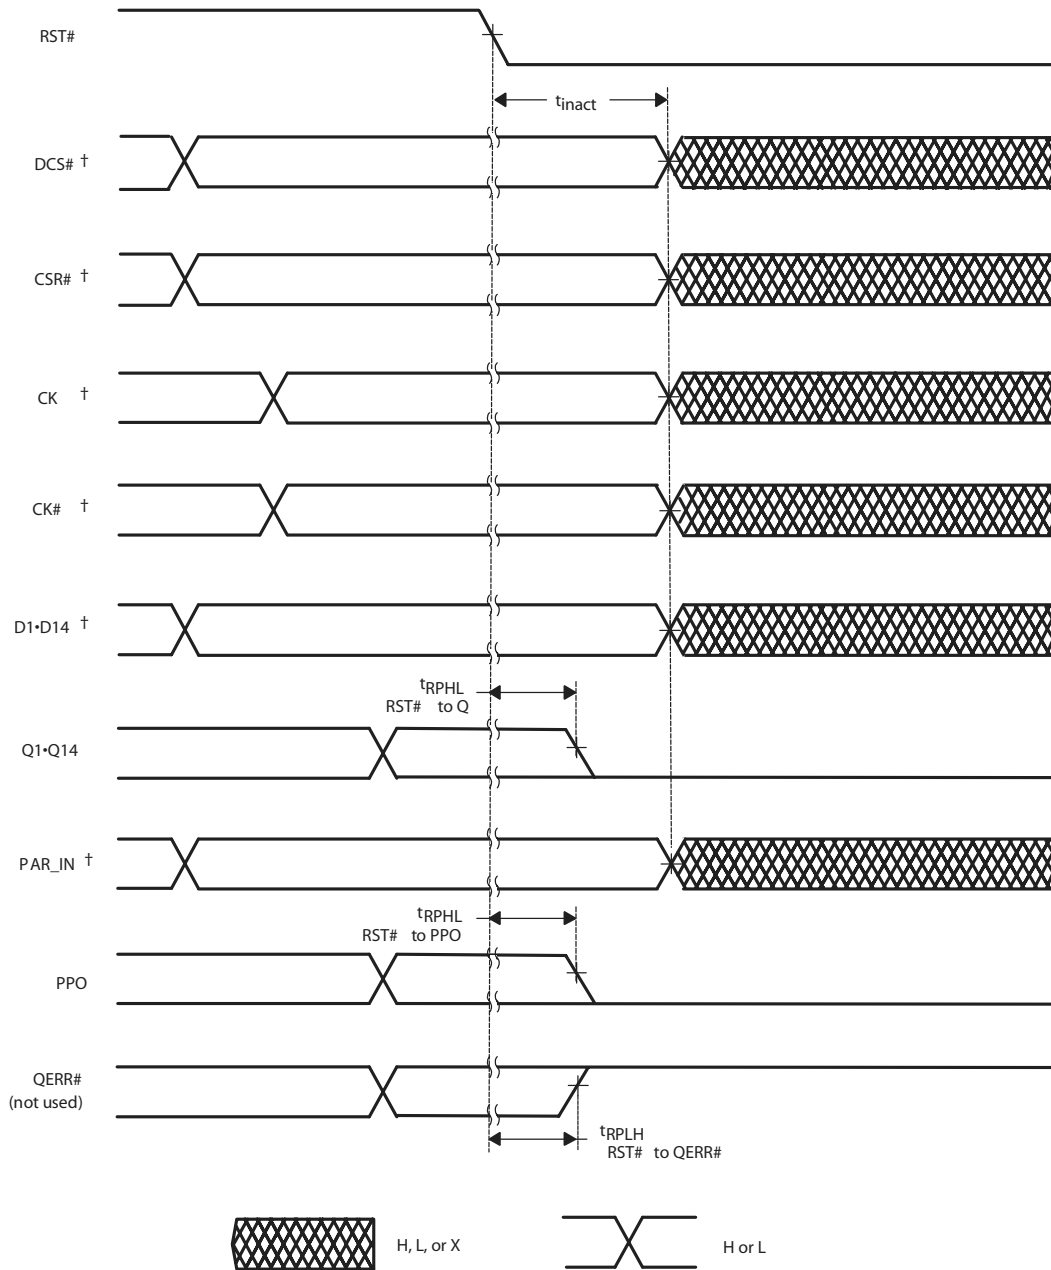 RST#
tinact
DCS# †
CSR# †
CK †
CK# †
D1•D14 †
tRPHL
RST# to Q
Q1•Q14
PAR_IN †
tRPHL
RST# to PPO
PPO
QERR#
(not used)
tRPLH
RST# to QERR#
H, L, or X
H or L